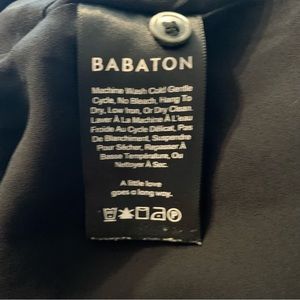 BABATON
Machine Wash Cold Gentle
Cycle, No Bleach, Hang To
Dry, Low Iron, Or Dry Clean.
Laver À La Machine À L'eau
Froide Au Cycle Délicat, Pas
De Blanchiment, Suspendre
Pour Sécher, Repasser À
Basse Température, Ou
Nettoyer À Sec.
A little love
goes a long way.